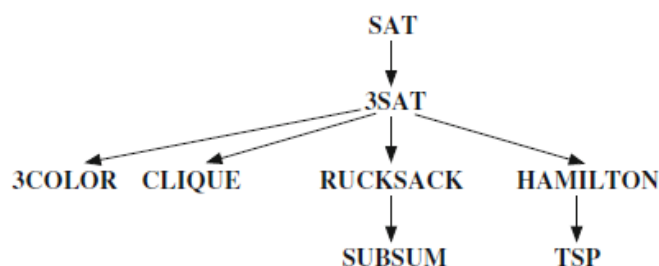 SAT
3SAT
3COLOR CLIQUE RUCKSACK HAMILTON
SUBSUM TSP